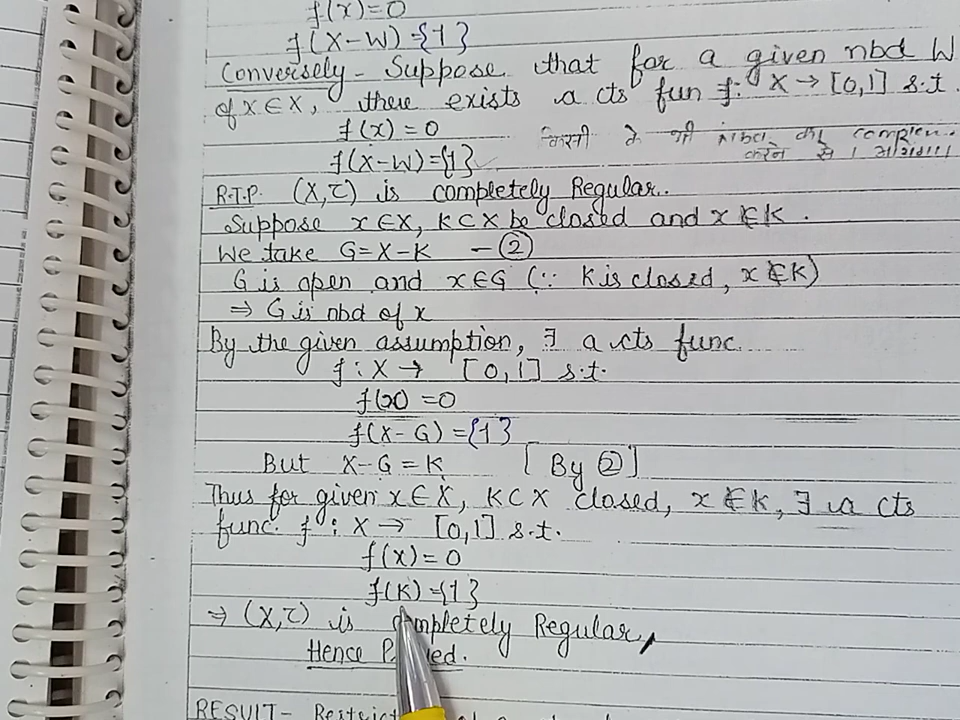 f(x)=0
f(X-W)={1}
Conversely - Suppose that for a given nbd W
of x∈X, there exists a cts fun f: X → [0,1] s.t.
f(x) = 0
f(X-W)={1}
किसी के भी nbd का
करने से
R.T.P. (X,τ) is completely Regular.
Suppose x∈X, K⊂X be closed and x∉K.
We take G=X-K -②
G is open and x∈G (∵ K is closed, x∉K)
⇒ G is nbd of x
By the given assumption, ∃ a cts func.
f: X → [0,1] s.t.
f(x) =0
f(X-G) ={1}
But X-G = K [By ②]
Thus for given x∈X, K⊂X closed, x∉K, ∃ a cts
func. f: X → [0,1] s.t.
f(x) = 0
f(K)={1}
⇒ (X,τ) is completely Regular,
Hence Proved.
RESULT-